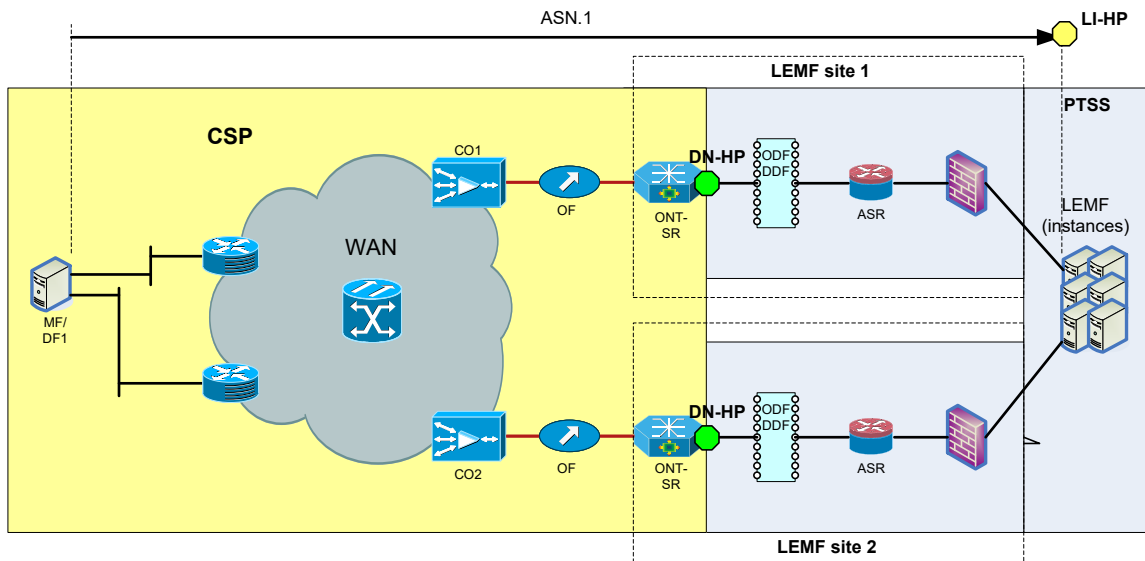 ASN.1
LI-HP
LEMF site 1
CSP
PTSS
CO1
DN-HP
ODF
DDF
OF
ONT-
SR
ASR
LEMF
(instances)
WAN
MF/
DF1
DN-HP
ODF
DDF
CO2
OF
ONT-
SR
ASR
LEMF site 2